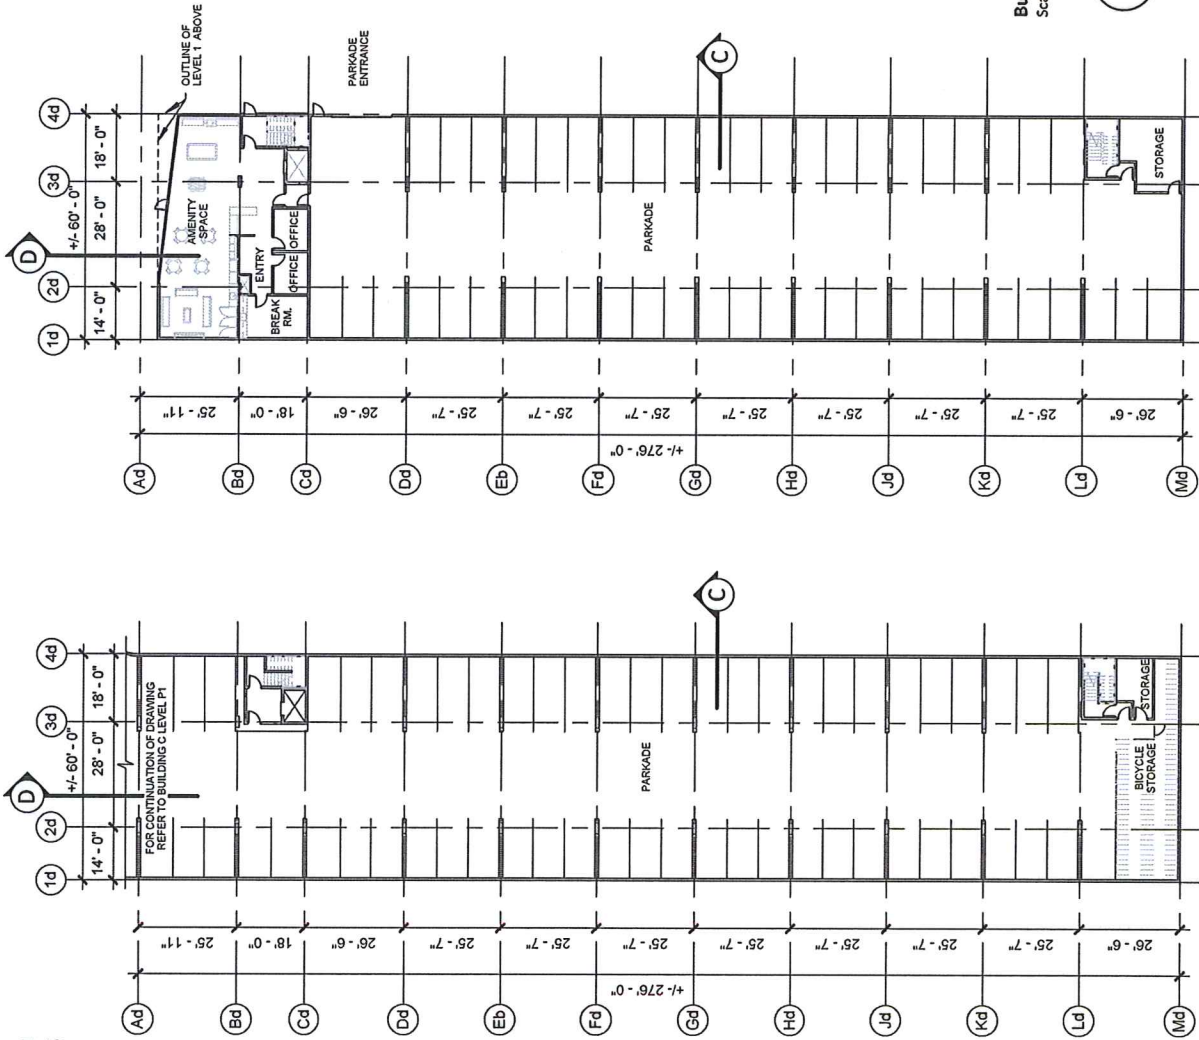 Bu
Sca
OUTLINE OF
LEVEL 1 ABOVE
PARKADE
ENTRANCE
4d
3d
2d
1d
18' - 0"
28' - 0"
14' - 0"
+/- 60' - 0"
D
C
AMENITY
SPACE
ENTRY
OFFICE
OFFICE
BREAK
RM.
PARKADE
STORAGE
25' - 11"
18' - 0"
26' - 6"
25' - 7"
25' - 7"
25' - 7"
25' - 7"
25' - 7"
25' - 7"
25' - 7"
26' - 6"
+/- 276' - 0"
Ad
Bd
Cd
Dd
Eb
Fd
Gd
Hd
Jd
Kd
Ld
Md
4d
3d
2d
1d
18' - 0"
28' - 0"
14' - 0"
+/- 60' - 0"
D
C
FOR CONTINUATION OF DRAWING
REFER TO BUILDING C LEVEL P1
PARKADE
STORAGE
BICYCLE
STORAGE
25' - 11"
18' - 0"
26' - 6"
25' - 7"
25' - 7"
25' - 7"
25' - 7"
25' - 7"
25' - 7"
25' - 7"
26' - 6"
+/- 276' - 0"
Ad
Bd
Cd
Dd
Eb
Fd
Gd
Hd
Jd
Kd
Ld
Md